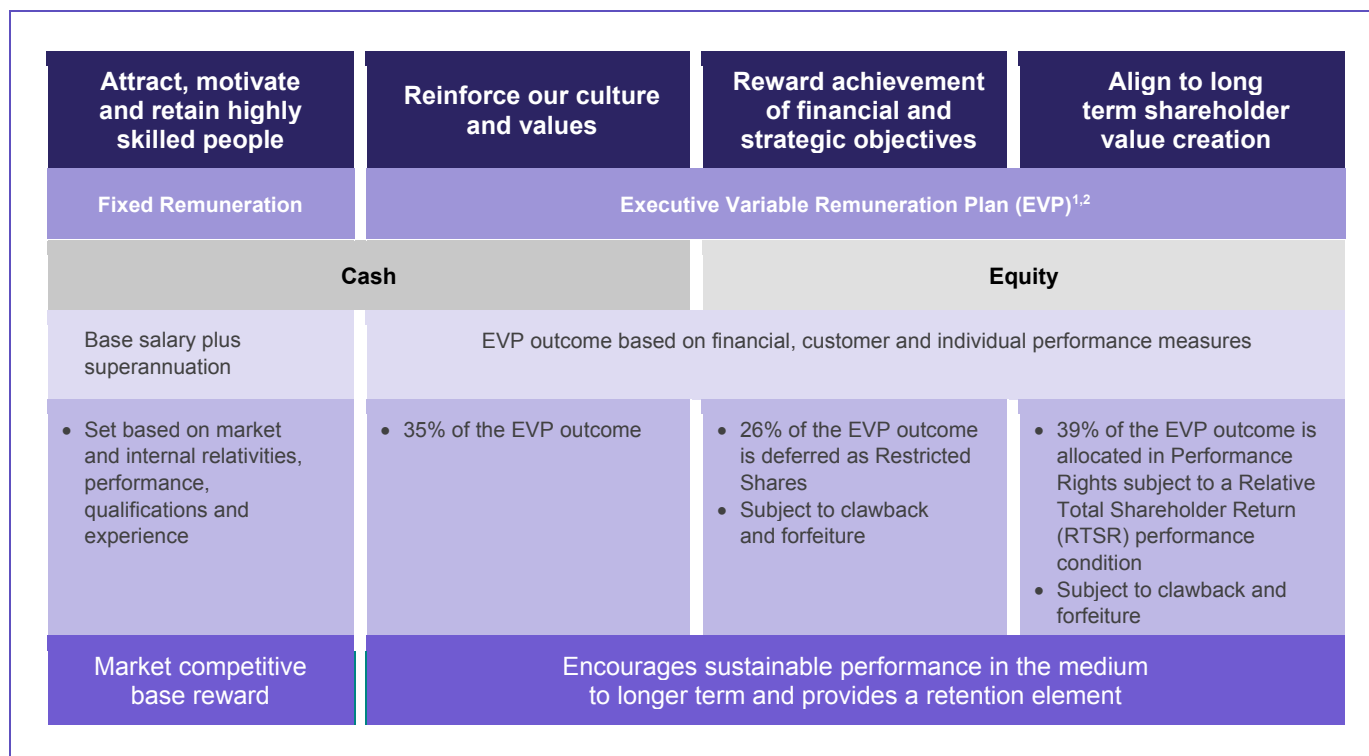 Attract, motivate
and retain highly
skilled people
Reinforce our culture
and values
Reward achievement
of financial and
strategic objectives
Align to long
term shareholder
value creation
Fixed Remuneration
Executive Variable Remuneration Plan (EVP)1,2
Cash
Equity
Base salary plus
superannuation
EVP outcome based on financial, customer and individual performance measures
• Set based on market
and internal relativities,
performance,
qualifications and
experience
• 35% of the EVP outcome
• 26% of the EVP outcome
is deferred as Restricted
Shares
• Subject to clawback
and forfeiture
• 39% of the EVP outcome is
allocated in Performance
Rights subject to a Relative
Total Shareholder Return
(RTSR) performance
condition
• Subject to clawback and
forfeiture
Market competitive
base reward
Encourages sustainable performance in the medium
to longer term and provides a retention element